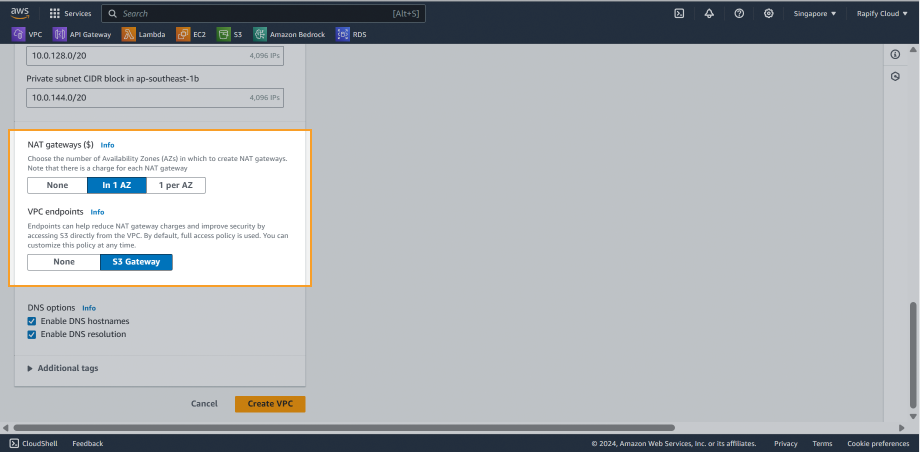 aws Services Search [Alt+S] Singapore ▼ Rapify Cloud ▼
VPC API Gateway Lambda EC2 S3 Amazon Bedrock RDS
10.0.128.0/20 4,096 IPs
Private subnet CIDR block in ap-southeast-1b
10.0.144.0/20 4,096 IPs
NAT gateways ($) Info
Choose the number of Availability Zones (AZs) in which to create NAT gateways.
Note that there is a charge for each NAT gateway
None In 1 AZ 1 per AZ
VPC endpoints Info
Endpoints can help reduce NAT gateway charges and improve security by
accessing S3 directly from the VPC. By default, full access policy is used. You can
customize this policy at any time.
None S3 Gateway
DNS options Info
Enable DNS hostnames
Enable DNS resolution
Additional tags
Cancel Create VPC
CloudShell Feedback © 2024, Amazon Web Services, Inc. or its affiliates. Privacy Terms Cookie preferences